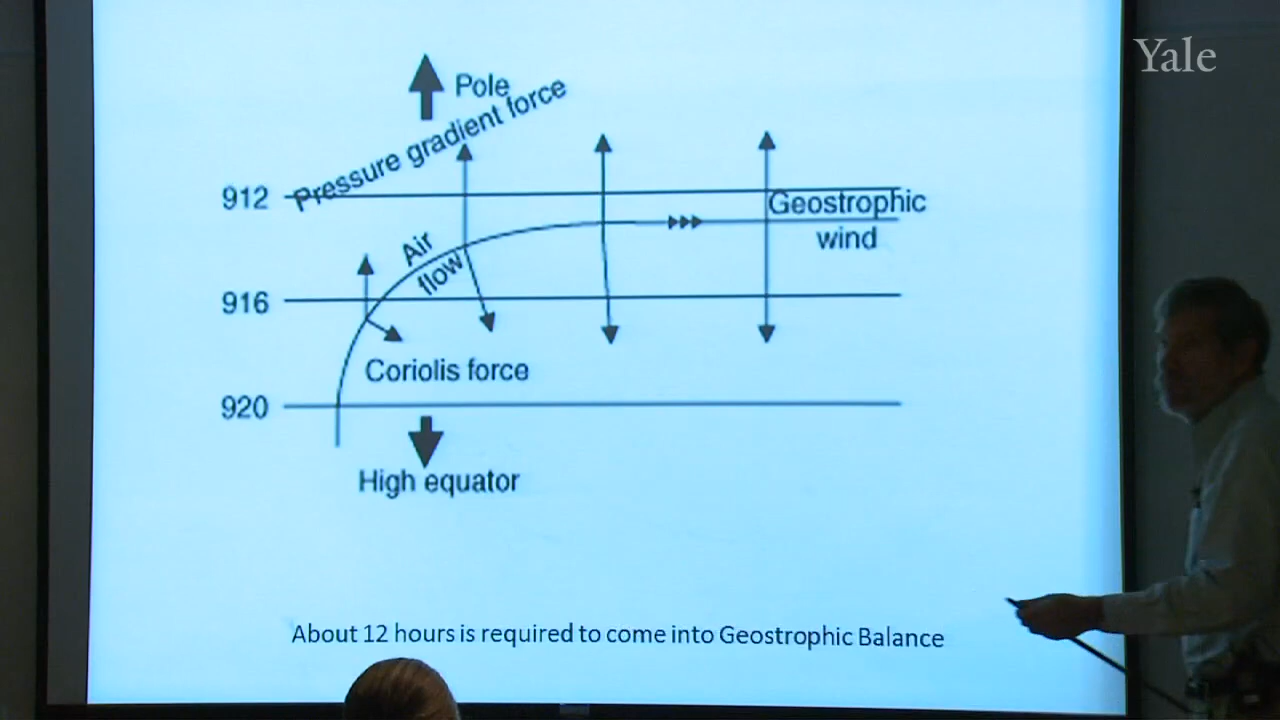 Yale
Pole
Pressure gradient force
912
Geostrophic
wind
Air
flow
916
Coriolis force
920
High equator
About 12 hours is required to come into Geostrophic Balance